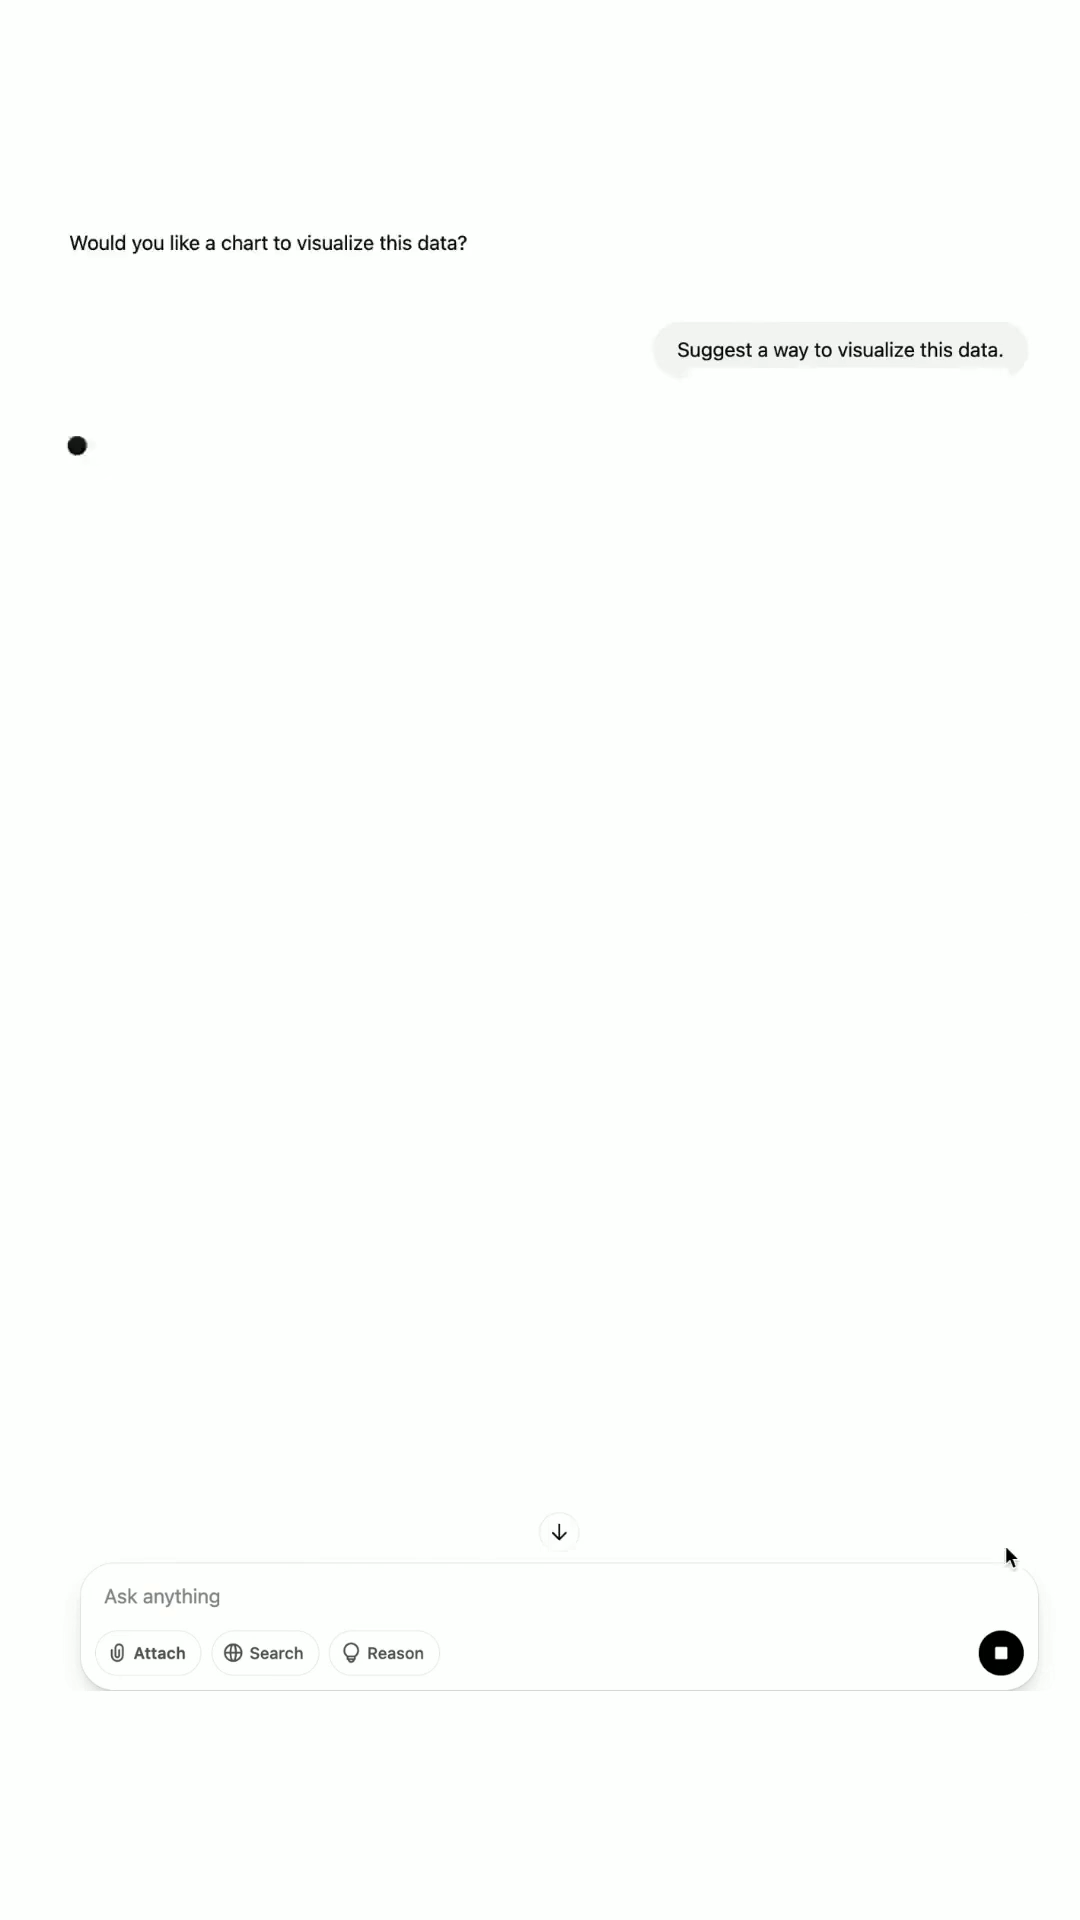 Would you like a chart to visualize this data?
Suggest a way to visualize this data.
Ask anything
Attach
Search
Reason